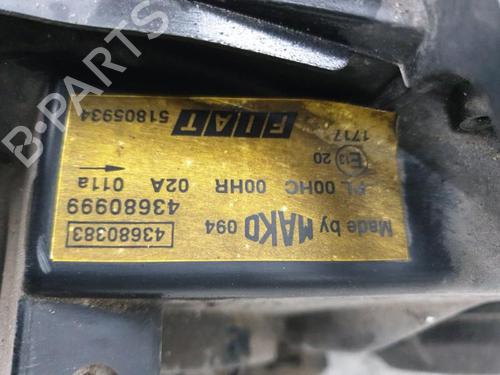 43680383
Made by MAKO 094
43680999
PL 00HC 00HR 02A 011a
E13 20
1717
FIAT
51805934
B-PARTS